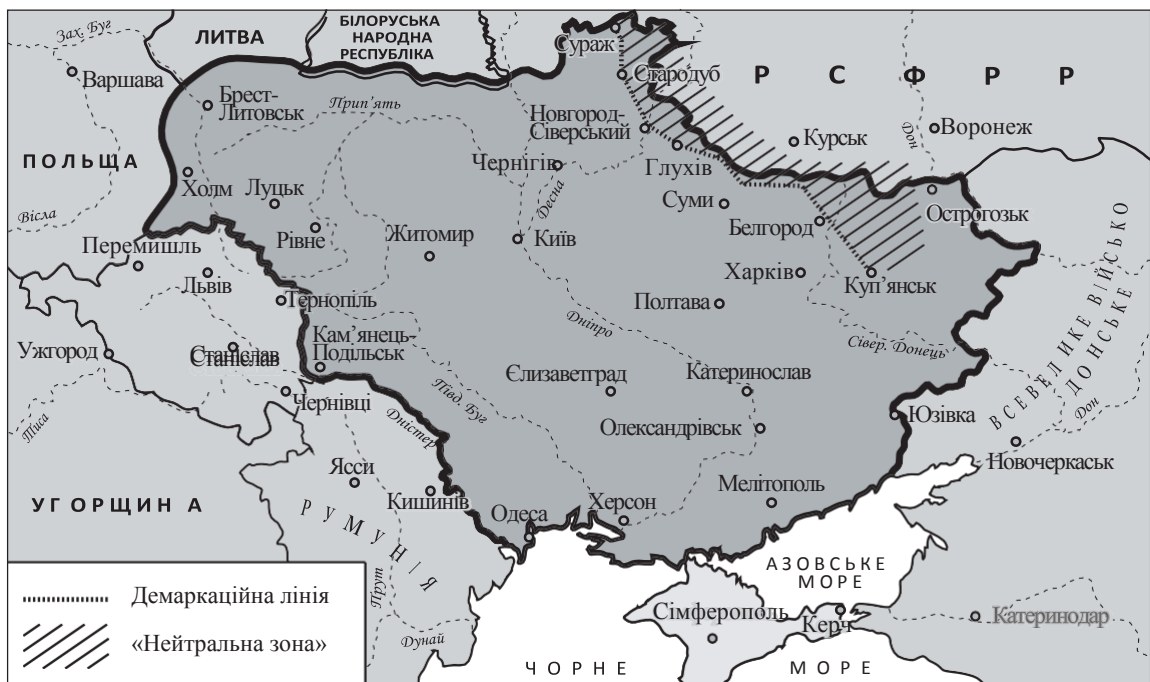 Зах. Буг
ЛИТВА
БІЛОРУСЬКА
НАРОДНА
РЕСПУБЛІКА
Сураж
Варшава
Стародуб
РСФРР
Брест-
Литовськ
Прип’ять
Новгород-
Сіверський
Курськ
Дон
Воронеж
ПОЛЬЩА
Чернігів
Глухів
Холм
Луцьк
Десна
Суми
Острогозьк
Вісла
Рівне
Житомир
Київ
Белгород
Перемишль
Львів
Харків
Куп’янськ
Тернопіль
Полтава
ВСЕВЕЛИКЕ ВІЙСЬКО
ДОНСЬКЕ
Дніпро
Кам’янець-
Подільськ
Сівер. Донець
Ужгород
Станіслав
Єлизаветград
Катеринослав
Чернівці
Півд. Буг
Дністер
Юзівка
Дон
Тиса
Олександрівськ
Новочеркаськ
Ясси
Кишинів
Мелітополь
УГОРЩИНА
РУМУНІЯ
Одеса
Херсон
АЗОВСЬКЕ
МОРЕ
Прут
Демаркаційна лінія
Сімферополь
Керч
Катеринодар
«Нейтральна зона»
Дунай
ЧОРНЕ
МОРЕ